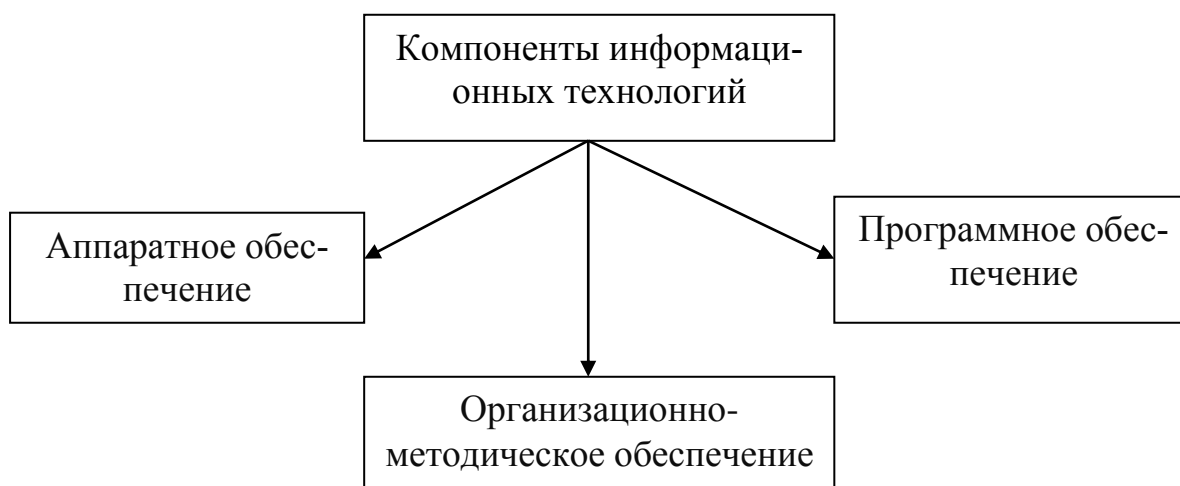 Компоненты информаци-
онных технологий
Аппаратное обес-
печение
Программное обес-
печение
Организационно-
методическое обеспечение